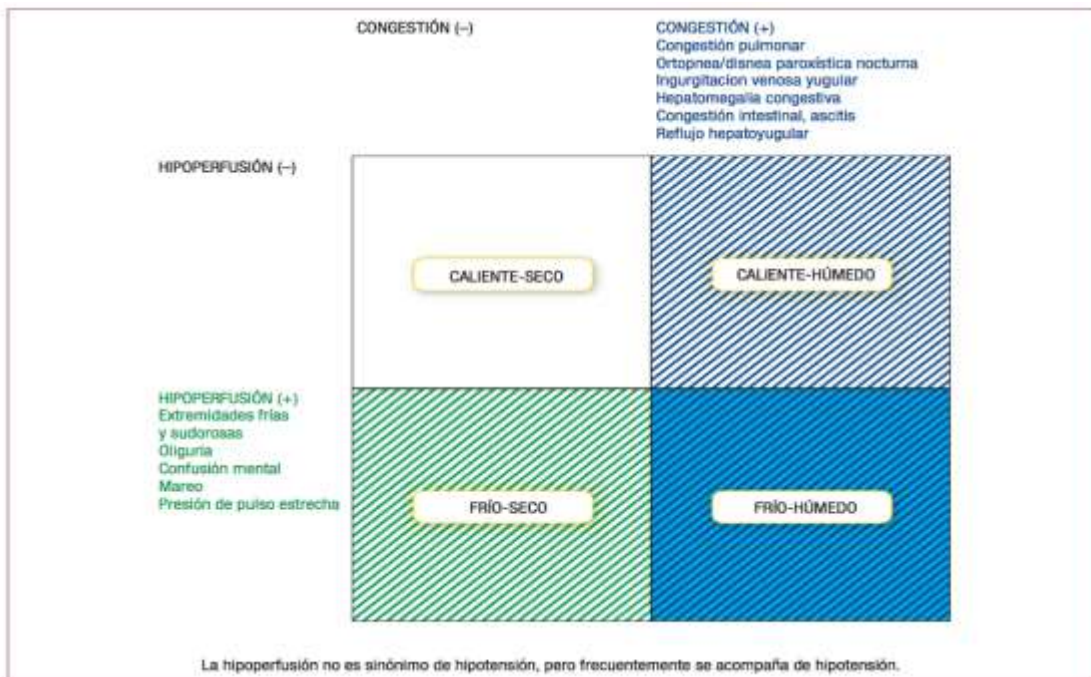 CONGESTIÓN (–)
CONGESTIÓN (+)
Congestión pulmonar
Ortopnea/disnea paroxística nocturna
Ingurgitacion venosa yugular
Hepatomegalia congestiva
Congestión intestinal, ascitis
Reflujo hepatoyugular
HIPOPERFUSIÓN (–)
CALIENTE-SECO
CALIENTE-HÚMEDO
HIPOPERFUSIÓN (+)
Extremidades frías
y sudorosas
Oliguria
Confusión mental
Mareo
Presión de pulso estrecha
FRÍO-SECO
FRÍO-HÚMEDO
La hipoperfusión no es sinónimo de hipotensión, pero frecuentemente se acompaña de hipotensión.